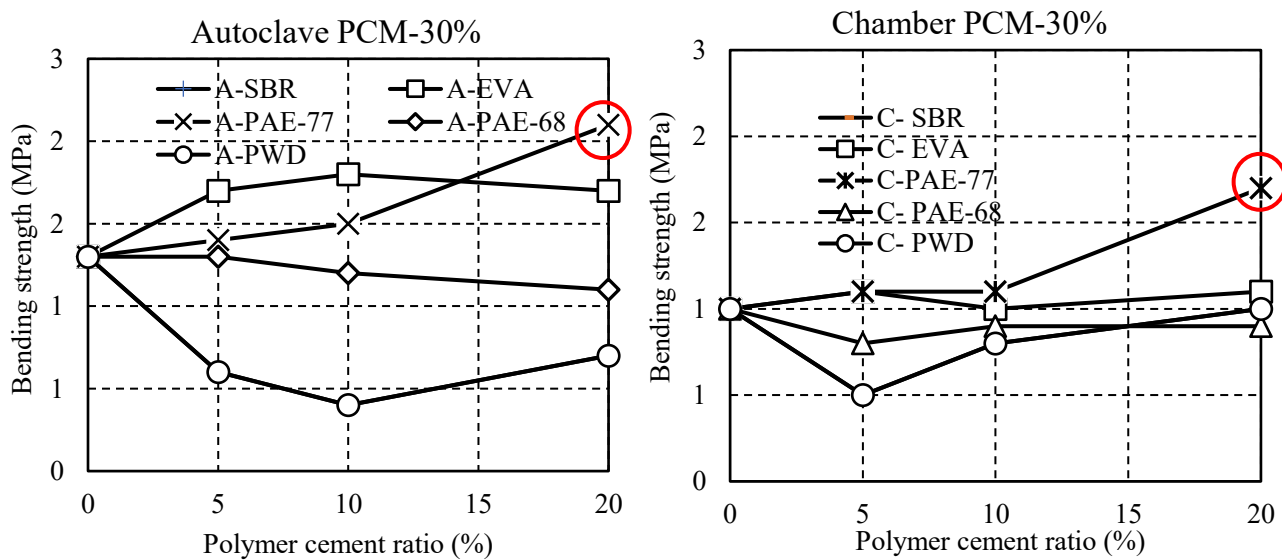 Autoclave PCM-30%
3
2
2
1
1
0
Bending strength (MPa)
A-SBR
A-EVA
A-PAE-77
A-PAE-68
A-PWD
0
5
10
15
20
Polymer cement ratio (%)
Chamber PCM-30%
3
2
2
1
1
0
Bending strength (MPa)
C- SBR
C- EVA
C-PAE-77
C- PAE-68
C- PWD
0
5
10
15
20
Polymer cement ratio (%)